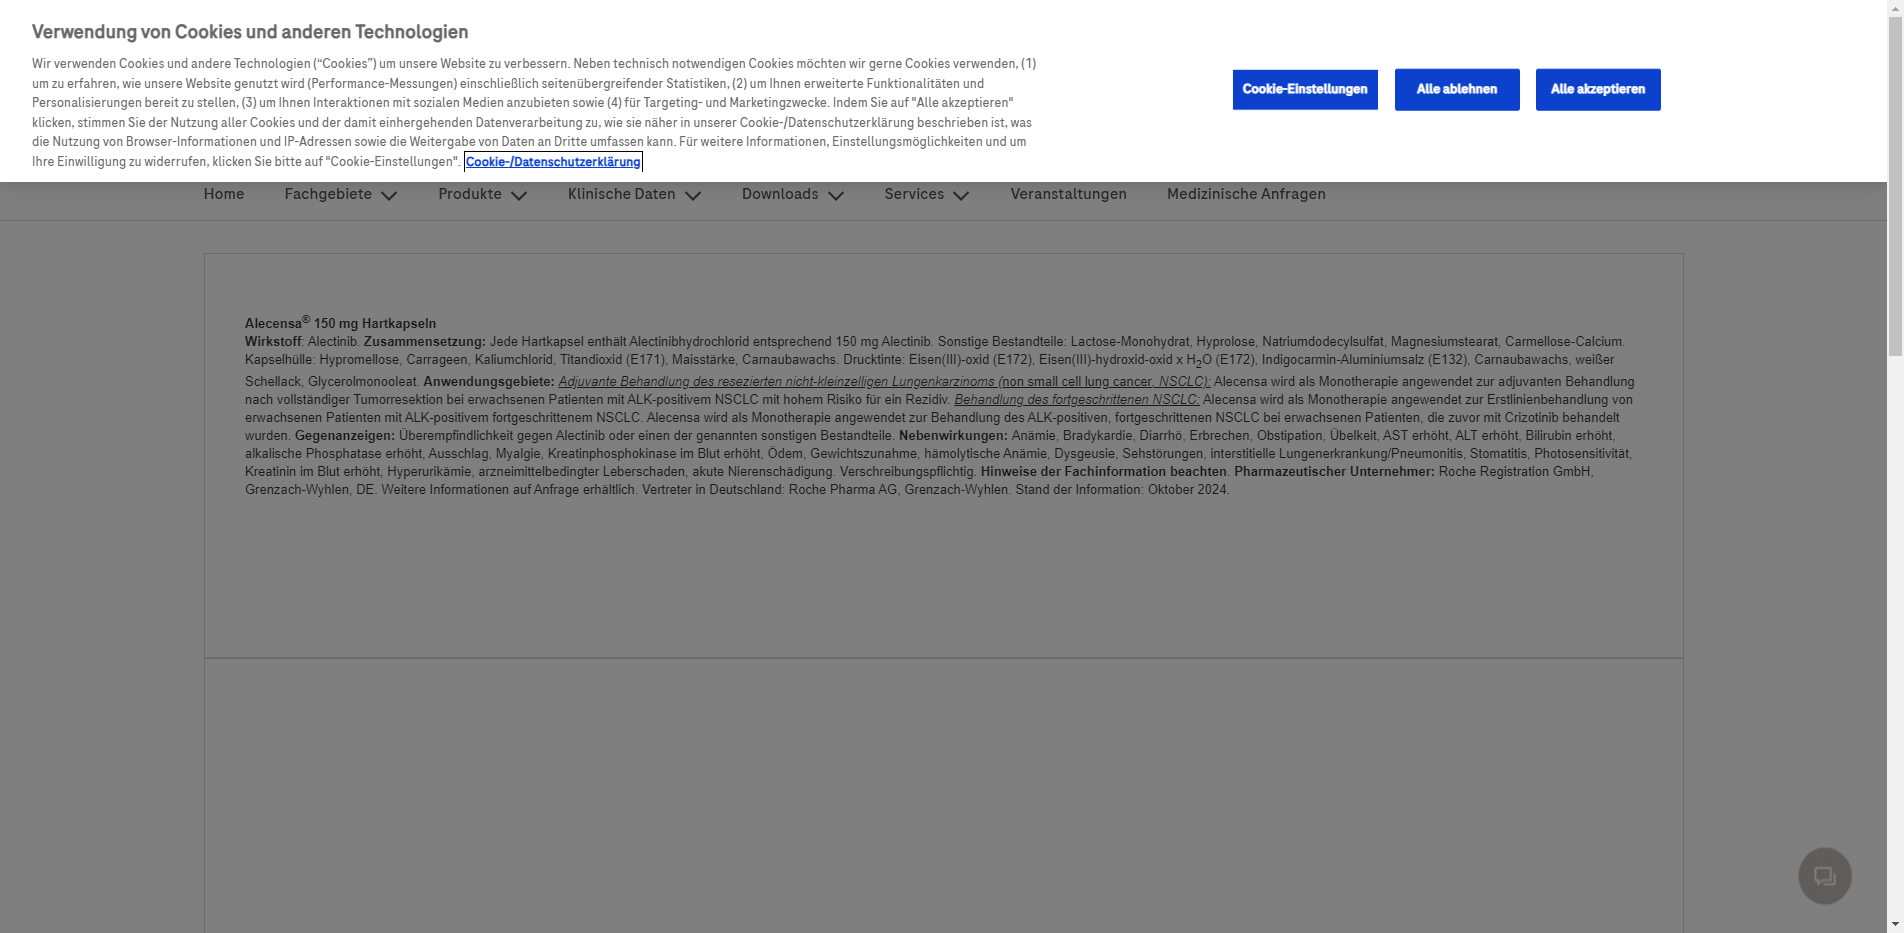 Verwendung von Cookies und anderen Technologien
Wir verwenden Cookies und andere Technologien (“Cookies”) um unsere Website zu verbessern. Neben technisch notwendigen Cookies möchten wir gerne Cookies verwenden, (1)
um zu erfahren, wie unsere Website genutzt wird (Performance-Messungen) einschließlich seitenübergreifender Statistiken, (2) um Ihnen erweiterte Funktionalitäten und
Personalisierungen bereit zu stellen, (3) um Ihnen Interaktionen mit sozialen Medien anzubieten sowie (4) für Targeting- und Marketingzwecke. Indem Sie auf "Alle akzeptieren"
klicken, stimmen Sie der Nutzung aller Cookies und der damit einhergehenden Datenverarbeitung zu, wie sie näher in unserer Cookie-/Datenschutzerklärung beschrieben ist, was
die Nutzung von Browser-Informationen und IP-Adressen sowie die Weitergabe von Daten an Dritte umfassen kann. Für weitere Informationen, Einstellungsmöglichkeiten und um
Ihre Einwilligung zu widerrufen, klicken Sie bitte auf "Cookie-Einstellungen". Cookie-/Datenschutzerklärung
Cookie-Einstellungen Alle ablehnen Alle akzeptieren
Home Fachgebiete Produkte Klinische Daten Downloads Services Veranstaltungen Medizinische Anfragen
Alecensa® 150 mg Hartkapseln
Wirkstoff: Alectinib. Zusammensetzung: Jede Hartkapsel enthält Alectinibhydrochlorid entsprechend 150 mg Alectinib. Sonstige Bestandteile: Lactose-Monohydrat, Hyprolose, Natriumdodecylsulfat, Magnesiumstearat, Carmellose-Calcium.
Kapselhülle: Hypromellose, Carrageen, Kaliumchlorid, Titandioxid (E171), Maisstärke, Carnaubawachs. Drucktinte: Eisen(III)-oxid (E172), Eisen(III)-hydroxid-oxid x H2O (E172), Indigocarmin-Aluminiumsalz (E132), Carnaubawachs, weißer
Schellack, Glycerolmonooleat. Anwendungsgebiete: Adjuvante Behandlung des resezierten nicht-kleinzelligen Lungenkarzinoms (non small cell lung cancer, NSCLC): Alecensa wird als Monotherapie angewendet zur adjuvanten Behandlung
nach vollständiger Tumorresektion bei erwachsenen Patienten mit ALK-positivem NSCLC mit hohem Risiko für ein Rezidiv. Behandlung des fortgeschrittenen NSCLC: Alecensa wird als Monotherapie angewendet zur Erstlinienbehandlung von
erwachsenen Patienten mit ALK-positivem fortgeschrittenem NSCLC. Alecensa wird als Monotherapie angewendet zur Behandlung des ALK-positiven, fortgeschrittenen NSCLC bei erwachsenen Patienten, die zuvor mit Crizotinib behandelt
wurden. Gegenanzeigen: Überempfindlichkeit gegen Alectinib oder einen der genannten sonstigen Bestandteile. Nebenwirkungen: Anämie, Bradykardie, Diarrhö, Erbrechen, Obstipation, Übelkeit, AST erhöht, ALT erhöht, Bilirubin erhöht,
alkalische Phosphatase erhöht, Ausschlag, Myalgie, Kreatinphosphokinase im Blut erhöht, Ödem, Gewichtszunahme, hämolytische Anämie, Dysgeusie, Sehstörungen, interstitielle Lungenerkrankung/Pneumonitis, Stomatitis, Photosensitivität,
Kreatinin im Blut erhöht, Hyperurikämie, arzneimittelbedingter Leberschaden, akute Nierenschädigung. Verschreibungspflichtig. Hinweise der Fachinformation beachten. Pharmazeutischer Unternehmer: Roche Registration GmbH,
Grenzach-Wyhlen, DE. Weitere Informationen auf Anfrage erhältlich. Vertreter in Deutschland: Roche Pharma AG, Grenzach-Wyhlen. Stand der Information: Oktober 2024.